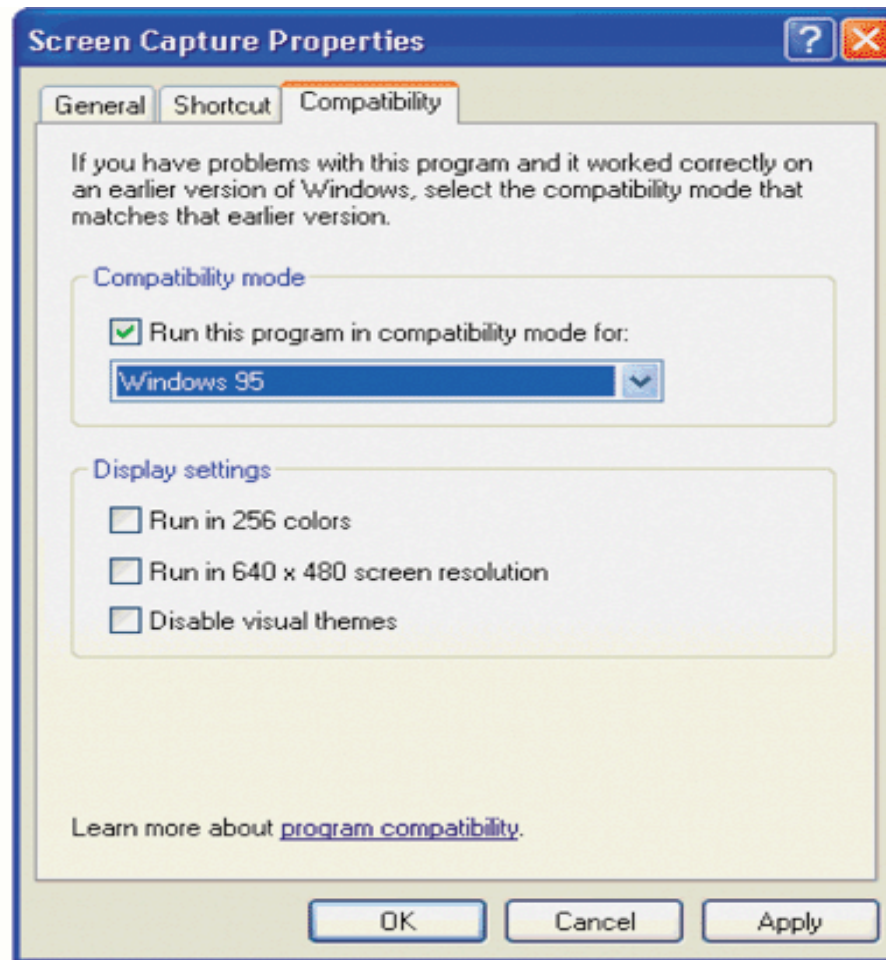 Screen Capture Properties
General Shortcut Compatibility
If you have problems with this program and it worked correctly on
an earlier version of Windows, select the compatibility mode that
matches that earlier version.
Compatibility mode
Run this program in compatibility mode for:
Windows 95
Display settings
Run in 256 colors
Run in 640 x 480 screen resolution
Disable visual themes
Learn more about program compatibility.
OK Cancel Apply